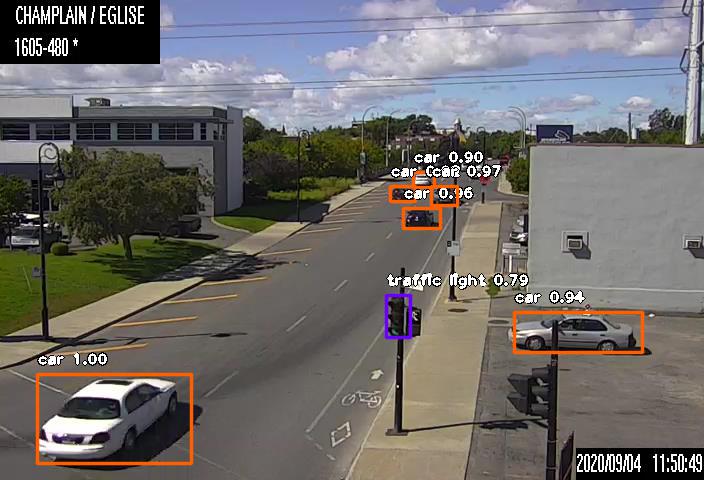 CHAMPLAIN / EGLISE
1605-480 *
car 0.90
car 0.97
car 0.96
traffic light 0.79
car 0.94
car 1.00
2020/09/04 11:50:49